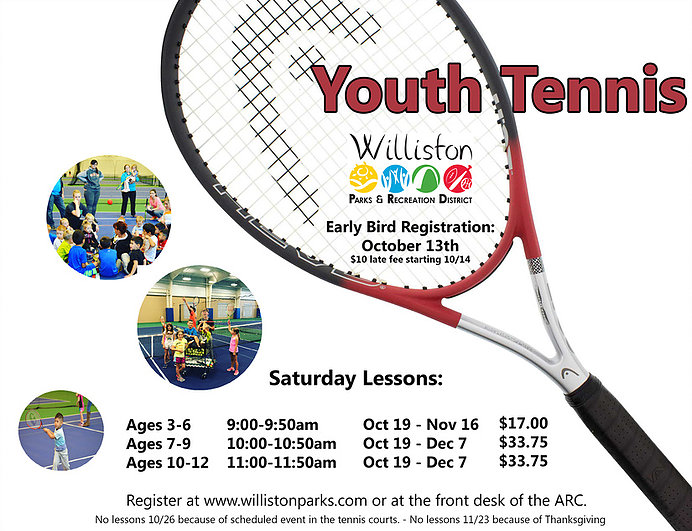 Youth Tennis
Williston
PARKS & RECREATION DISTRICT
Early Bird Registration:
October 13th
$10 late fee starting 10/14
HEAD
Saturday Lessons:
Ages 3-6 9:00-9:50am Oct 19 - Nov 16 $17.00
Ages 7-9 10:00-10:50am Oct 19 - Dec 7 $33.75
Ages 10-12 11:00-11:50am Oct 19 - Dec 7 $33.75
Register at www.willistonparks.com or at the front desk of the ARC.
No lessons 10/26 because of scheduled event in the tennis courts. - No lessons 11/23 because of Thanksgiving